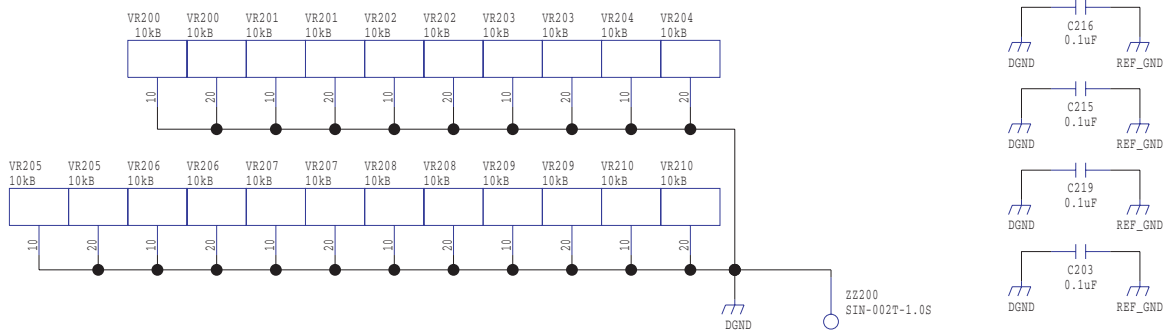 VR200 VR200 VR201 VR201 VR202 VR202 VR203 VR203 VR204 VR204
10kB 10kB 10kB 10kB 10kB 10kB 10kB 10kB 10kB 10kB
10 20 10 20 10 20 10 20 10 20
VR205 VR205 VR206 VR206 VR207 VR207 VR208 VR208 VR209 VR209 VR210 VR210
10kB 10kB 10kB 10kB 10kB 10kB 10kB 10kB 10kB 10kB 10kB 10kB
10 20 10 20 10 20 10 20 10 20 10 20
DGND
ZZ200
SIN-002T-1.0S
C216
0.1uF
DGND REF_GND
C215
0.1uF
DGND REF_GND
C219
0.1uF
DGND REF_GND
C203
0.1uF
DGND REF_GND